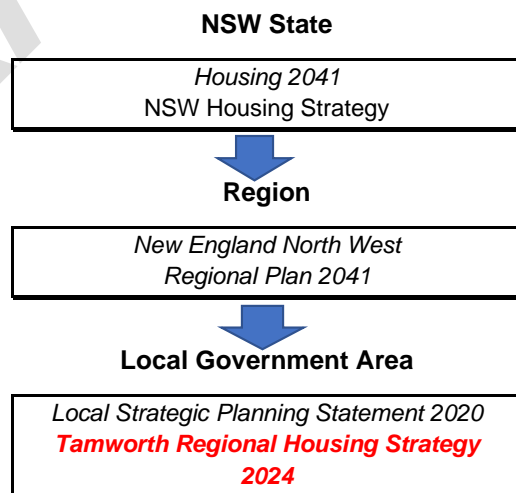 NSW State
Housing 2041
NSW Housing Strategy
Region
New England North West
Regional Plan 2041
Local Government Area
Local Strategic Planning Statement 2020
Tamworth Regional Housing Strategy
2024